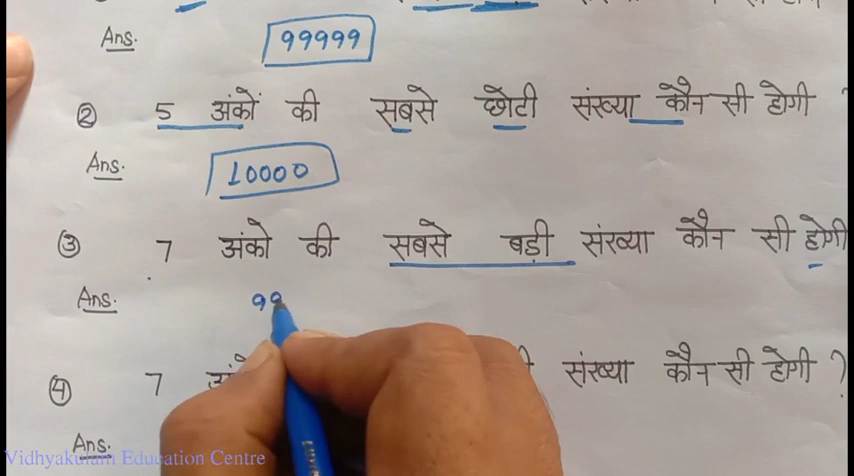 Ans. 99999
② 5 अंकों की सबसे छोटी संख्या कौन सी होगी ?
Ans. 10000
③ 7 अंको की सबसे बड़ी संख्या कौन सी होगी
Ans. 99
④ 7 संख्या कौन सी होगी ?
Ans.
Vidhyakulam Education Centre